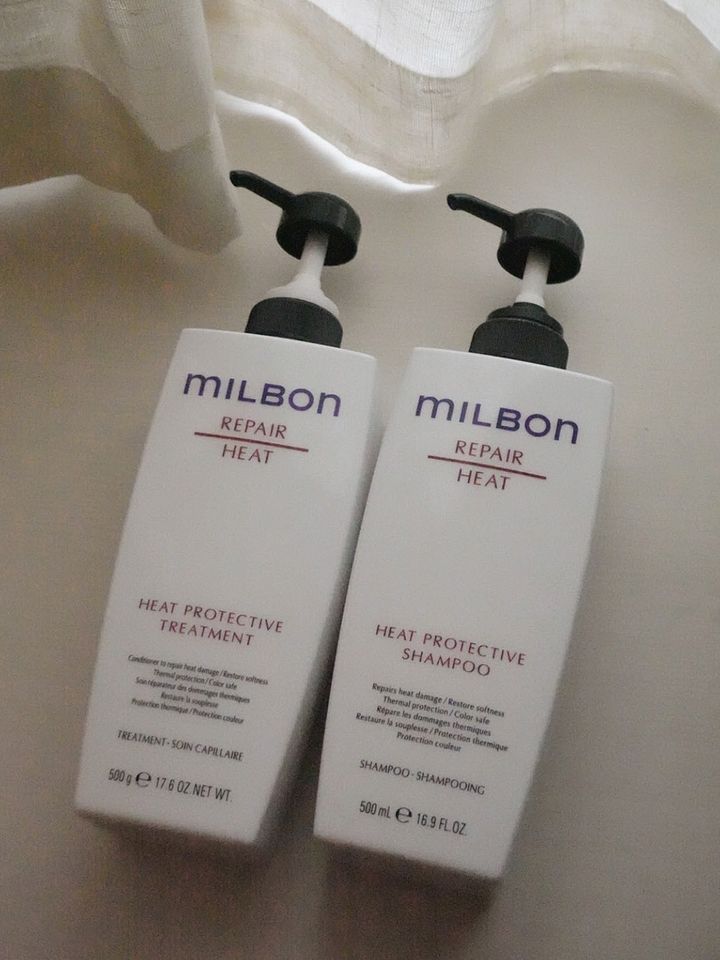 MILBON
REPAIR
HEAT
HEAT PROTECTIVE
TREATMENT
Conditioner to repair heat damage / Restore softness
Thermal protection / Color safe
Soin réparateur des dommages thermiques
Restaure la souplesse
Protection thermique / Protection couleur
TREATMENT - SOIN CAPILLAIRE
500 g ℮ 17.6 OZ. NET WT.
MILBON
REPAIR
HEAT
HEAT PROTECTIVE
SHAMPOO
Repairs heat damage / Restore softness
Thermal protection / Color safe
Répare les dommages thermiques
Restaure la souplesse / Protection thermique
Protection couleur
SHAMPOO - SHAMPOOING
500 mL ℮ 16.9 FL.OZ.